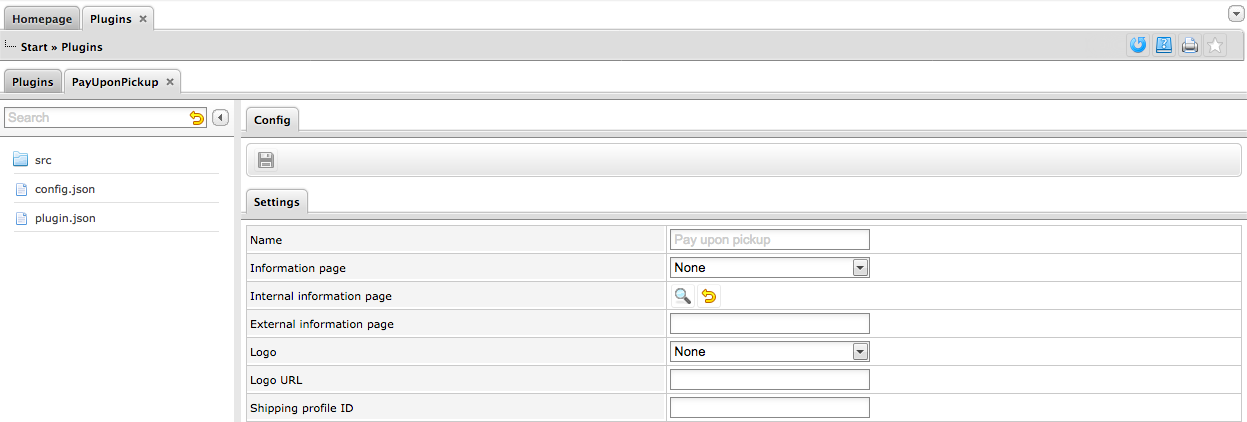 Homepage Plugins
Start » Plugins
Plugins PayUponPickup
Search
src
config.json
plugin.json
Config
Settings
Name Pay upon pickup
Information page None
Internal information page
External information page
Logo None
Logo URL
Shipping profile ID